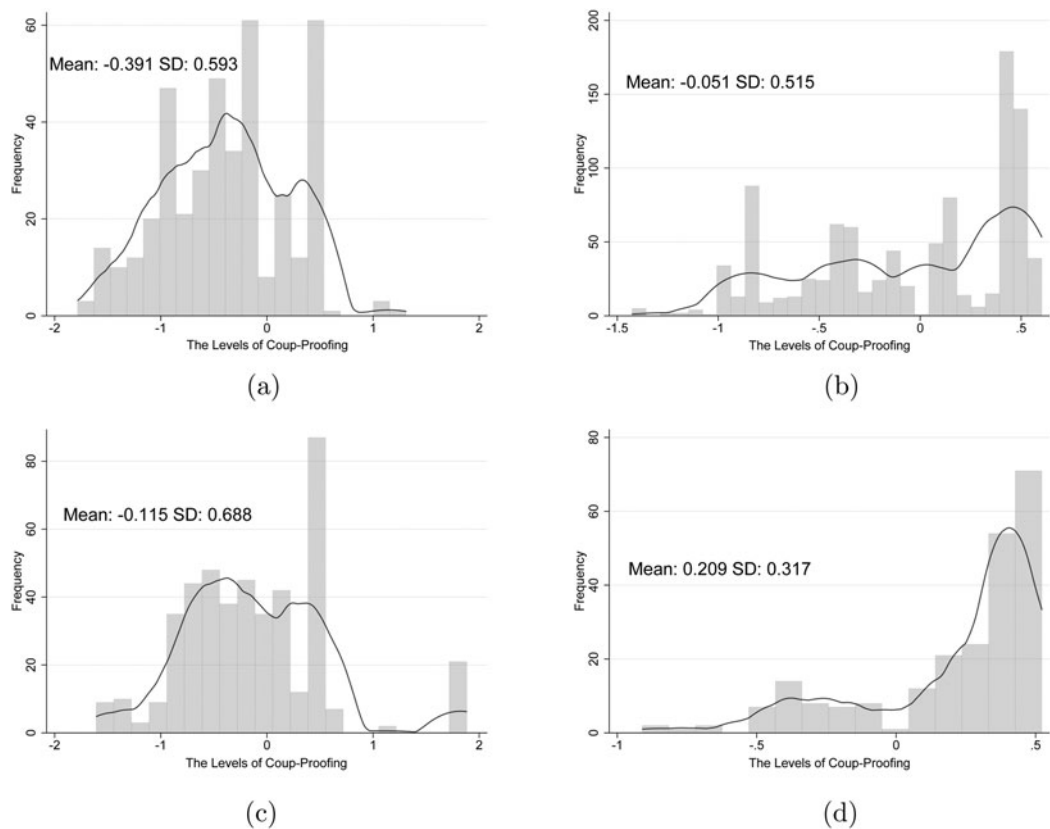 60
Mean: -0.391 SD: 0.593
40
Frequency
20
0
-2 -1 0 1 2
The Levels of Coup-Proofing
(a)
200
150
Mean: -0.051 SD: 0.515
Frequency
100
50
0
-1.5 -1 -.5 0 .5
The Levels of Coup-Proofing
(b)
80
Mean: -0.115 SD: 0.688
60
Frequency
40
20
0
-2 -1 0 1 2
The Levels of Coup-Proofing
(c)
80
60
Mean: 0.209 SD: 0.317
Frequency
40
20
0
-1 -.5 0 .5
The Levels of Coup-Proofing
(d)